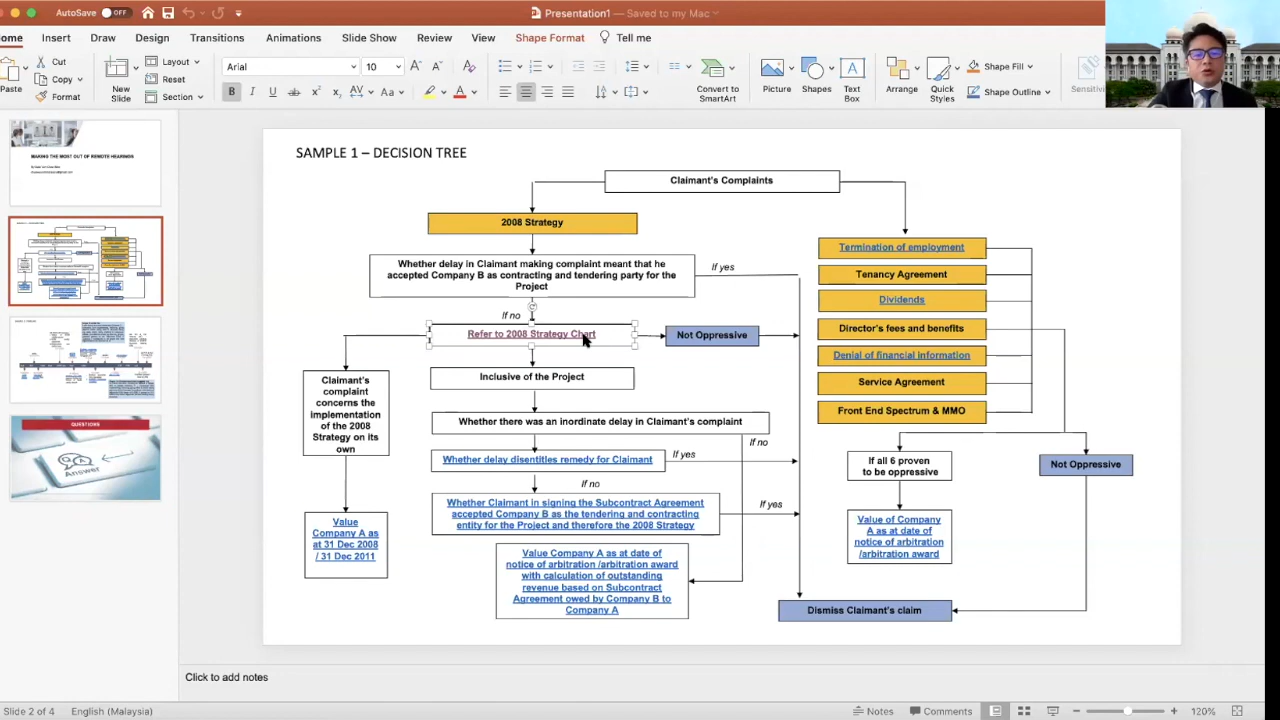 AutoSave
OFF
Presentation1 — Saved to my Mac
ome
Insert
Draw
Design
Transitions
Animations
Slide Show
Review
View
Shape Format
Tell me
Paste
Cut
Copy
Format
New
Slide
Layout
Reset
Section
Arial
10
Convert to
SmartArt
Picture
Shapes
Text
Box
Arrange
Quick
Styles
Shape Fill
Shape Outline
Sensitivi
MAKING THE MOST OUT OF REMOTE HEARINGS
QUESTIONS
Q/A
Answer
SAMPLE 1 – DECISION TREE
Claimant's Complaints
2008 Strategy
Whether delay in Claimant making complaint meant that he
accepted Company B as contracting and tendering party for the
Project
If yes
If no
Refer to 2008 Strategy Chart
Not Oppressive
Inclusive of the Project
Claimant's
complaint
concerns the
implementation
of the 2008
Strategy on its
own
Whether there was an inordinate delay in Claimant's complaint
If no
Whether delay disentitles remedy for Claimant
If yes
If no
Whether Claimant in signing the Subcontract Agreement
accepted Company B as the tendering and contracting
entity for the Project and therefore the 2008 Strategy
If yes
Value
Company A as
at 31 Dec 2008
/ 31 Dec 2011
Value Company A as at date of
notice of arbitration /arbitration award
with calculation of outstanding
revenue based on Subcontract
Agreement owed by Company B to
Company A
Termination of employment
Tenancy Agreement
Dividends
Director's fees and benefits
Denial of financial information
Service Agreement
Front End Spectrum & MMO
If all 6 proven
to be oppressive
Not Oppressive
Value of Company
A as at date of
notice of arbitration
/arbitration award
Dismiss Claimant's claim
Click to add notes
Slide 2 of 4
English (Malaysia)
Notes
Comments
120%